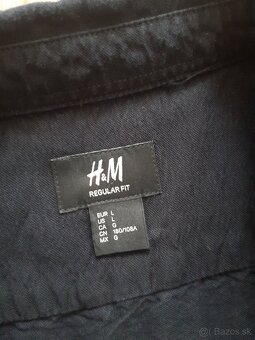 H&M
REGULAR FIT
EUR L
US L
CA G
CN 180/108A
MX G
© Bazos.sk